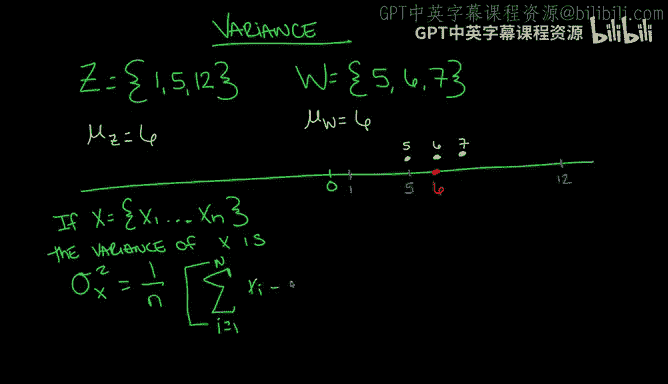 GPT中英字幕课程资源@bilibili.com
GPT中英字幕课程资源 bilibili
VARIANCE
Z = {1, 5, 12} W = {5, 6, 7}
μ_Z = 6 μ_W = 6
5 6 7
0 1 5 6 12
If X = {X₁ ... Xₙ}
the VARIANCE of X is
σ²ₓ = 1/n [ N Σ i=1 Xi -